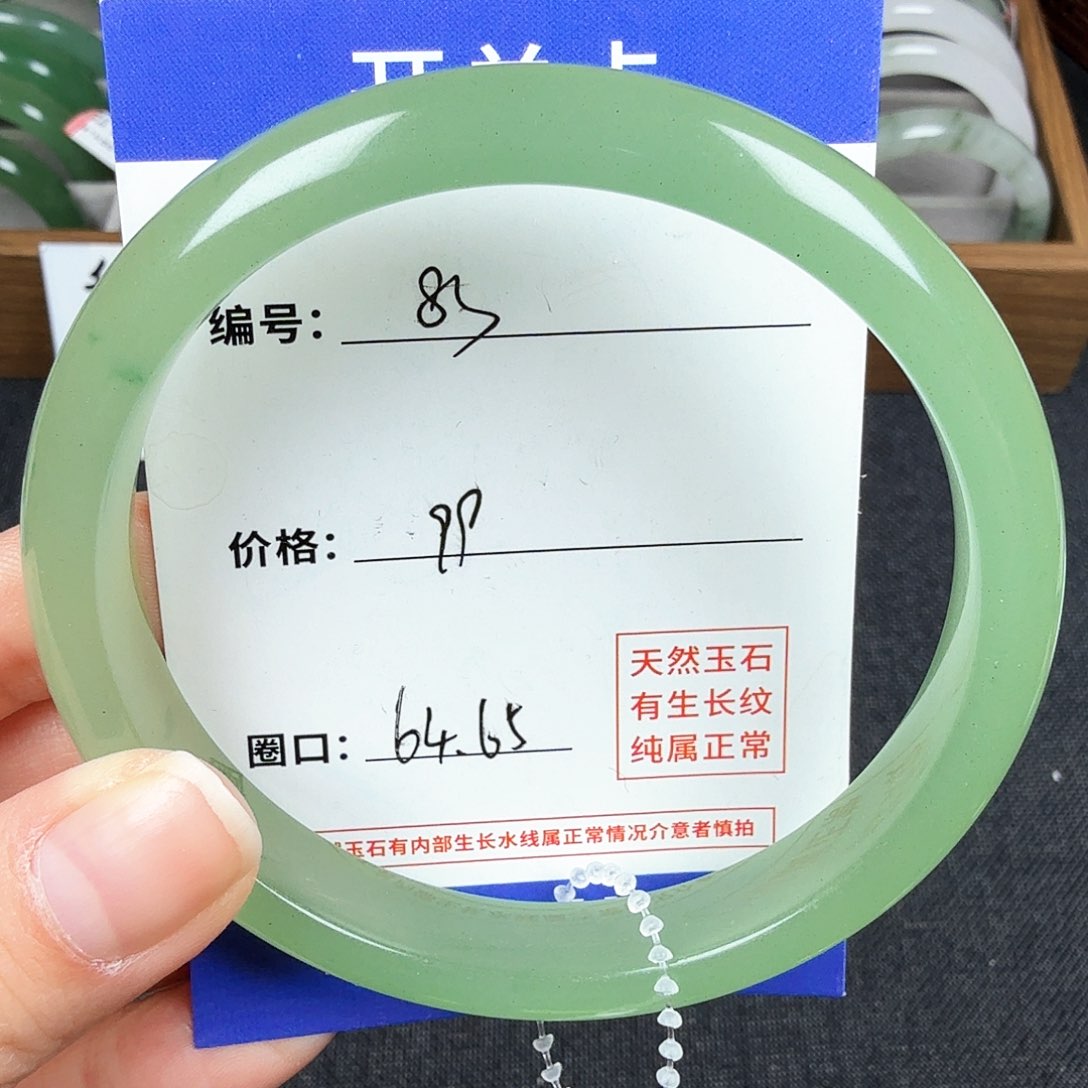 编号： 83
价格： 99
圈口： 64.65
天然玉石
有生长纹
纯属正常
玉石有内部生长水线属正常情况介意者慎拍